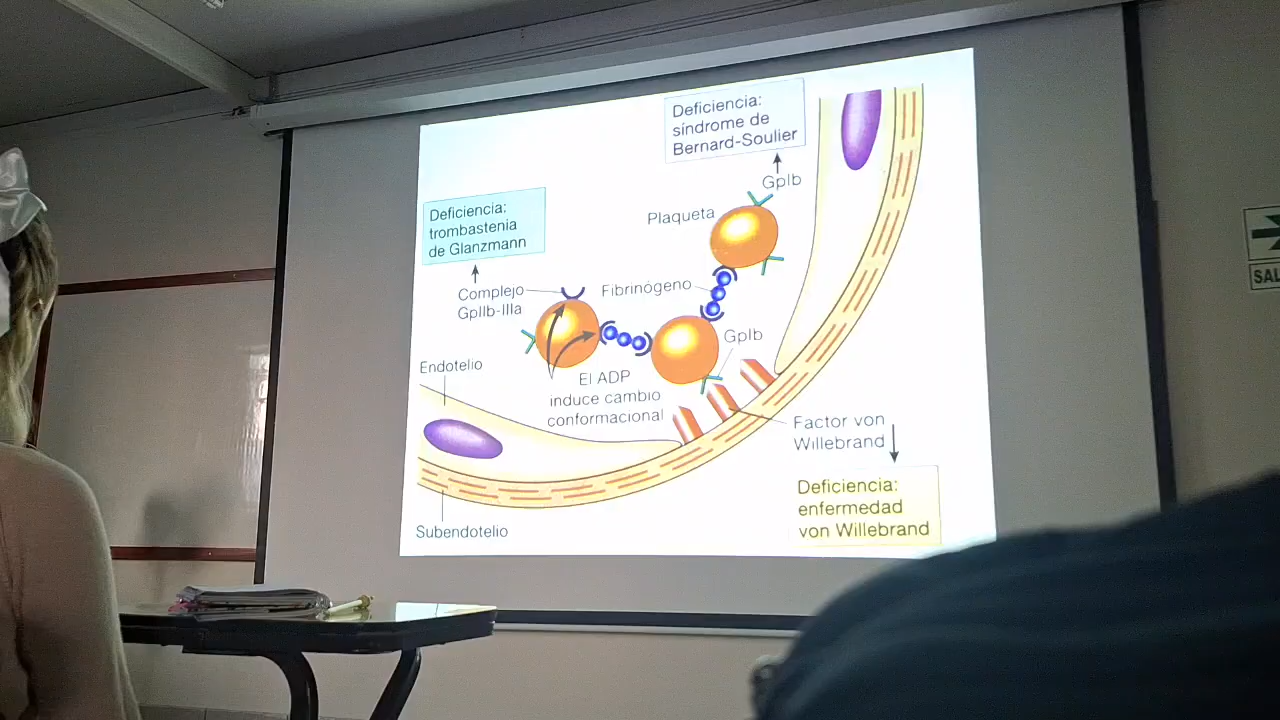 Deficiencia:
síndrome de
Bernard-Soulier
GpIb
Plaqueta
Deficiencia:
trombastenia
de Glanzmann
Complejo
GpIIb-IIIa
Fibrinógeno
GpIb
Endotelio
El ADP
induce cambio
conformacional
Factor von
Willebrand
Deficiencia:
enfermedad
von Willebrand
Subendotelio